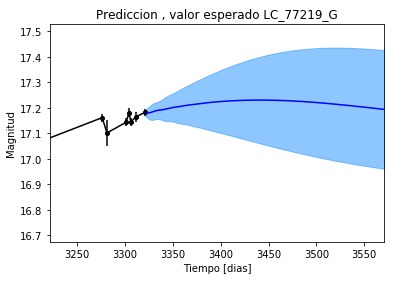 Prediccion , valor esperado LC_77219_G
17.5
17.4
17.3
17.2
17.1
17.0
16.9
16.8
16.7
Magnitud
3250 3300 3350 3400 3450 3500 3550
Tiempo [dias]